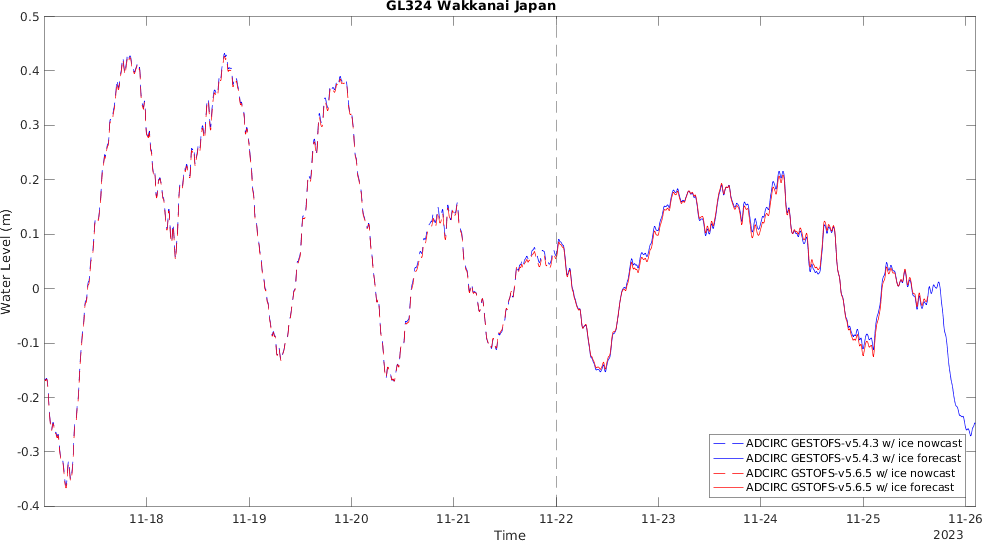 GL324 Wakkanai Japan
0.5
0.4
0.3
0.2
0.1
0
-0.1
-0.2
-0.3
-0.4
Water Level (m)
11-18
11-19
11-20
11-21
11-22
11-23
11-24
11-25
11-26
Time
2023
ADCIRC GESTOFS-v5.4.3 w/ ice nowcast
ADCIRC GESTOFS-v5.4.3 w/ ice forecast
ADCIRC GSTOFS-v5.6.5 w/ ice nowcast
ADCIRC GSTOFS-v5.6.5 w/ ice forecast